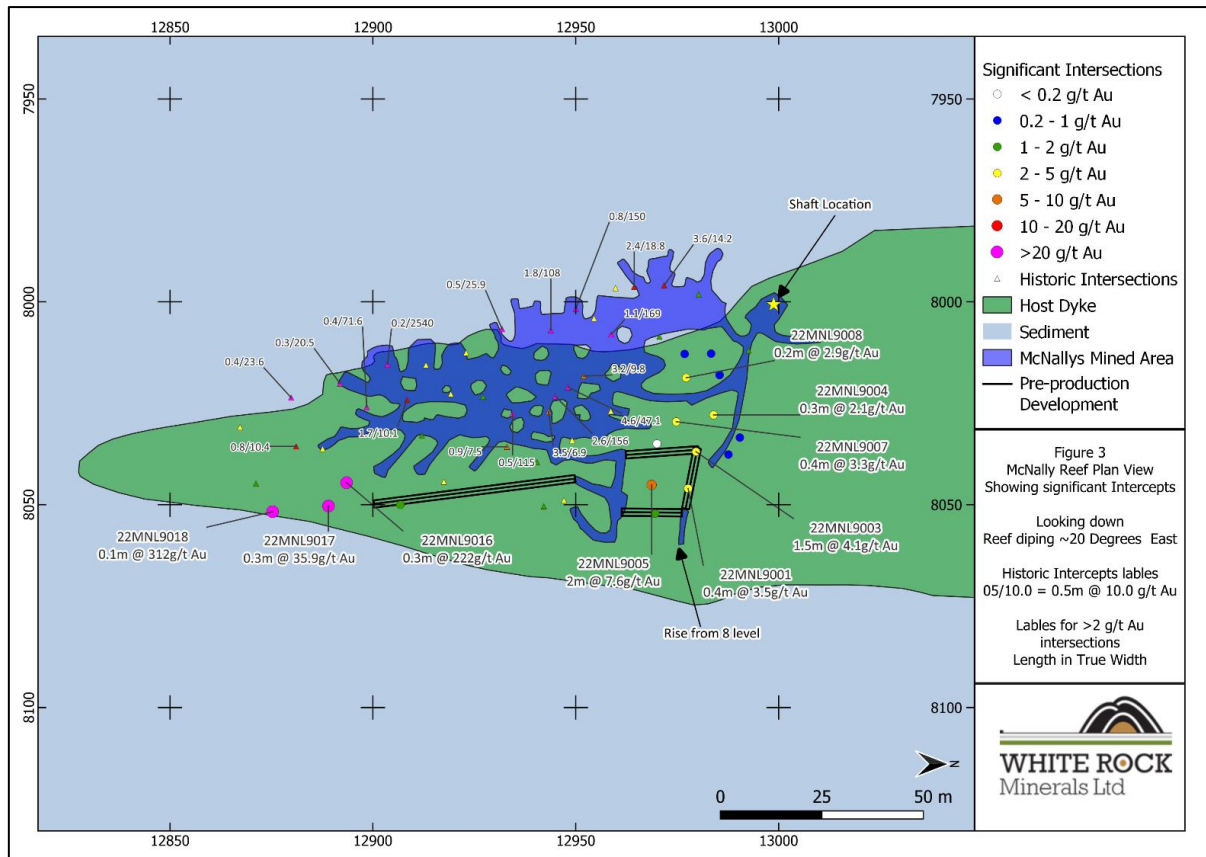 12850
12900
12950
13000
7950
7950
8000
8000
8050
8050
8100
8100
12850
12900
12950
13000
Shaft Location
0.8/150
2.4/18.8
3.6/14.2
1.8/108
0.5/25.9
1.1/169
0.4/71.6
0.2/2540
0.3/20.5
0.4/23.6
3.2/9.8
22MNL9008
0.2m @ 2.9g/t Au
22MNL9004
0.3m @ 2.1g/t Au
22MNL9007
0.4m @ 3.3g/t Au
1.7/10.1
4.6/47.1
0.8/10.4
0.9/7.5
0.5/115
3.5/6.9
2.6/156
22MNL9003
1.5m @ 4.1g/t Au
22MNL9018
0.1m @ 312g/t Au
22MNL9017
0.3m @ 35.9g/t Au
22MNL9016
0.3m @ 222g/t Au
22MNL9005
2m @ 7.6g/t Au
22MNL9001
0.4m @ 3.5g/t Au
Rise from 8 level
N
0
25
50 m
Significant Intersections
< 0.2 g/t Au
0.2 - 1 g/t Au
1 - 2 g/t Au
2 - 5 g/t Au
5 - 10 g/t Au
10 - 20 g/t Au
>20 g/t Au
Historic Intersections
Host Dyke
Sediment
McNallys Mined Area
Pre-production
Development
Figure 3
McNally Reef Plan View
Showing significant Intercepts
Looking down
Reef diping ~20 Degrees East
Historic Intercepts lables
05/10.0 = 0.5m @ 10.0 g/t Au
Lables for >2 g/t Au
intersections
Length in True Width
WHITE ROCK
Minerals Ltd